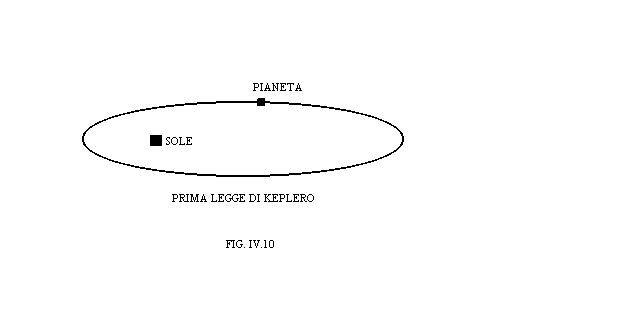 PIANETA
SOLE
PRIMA LEGGE DI KEPLERO
FIG. IV.10